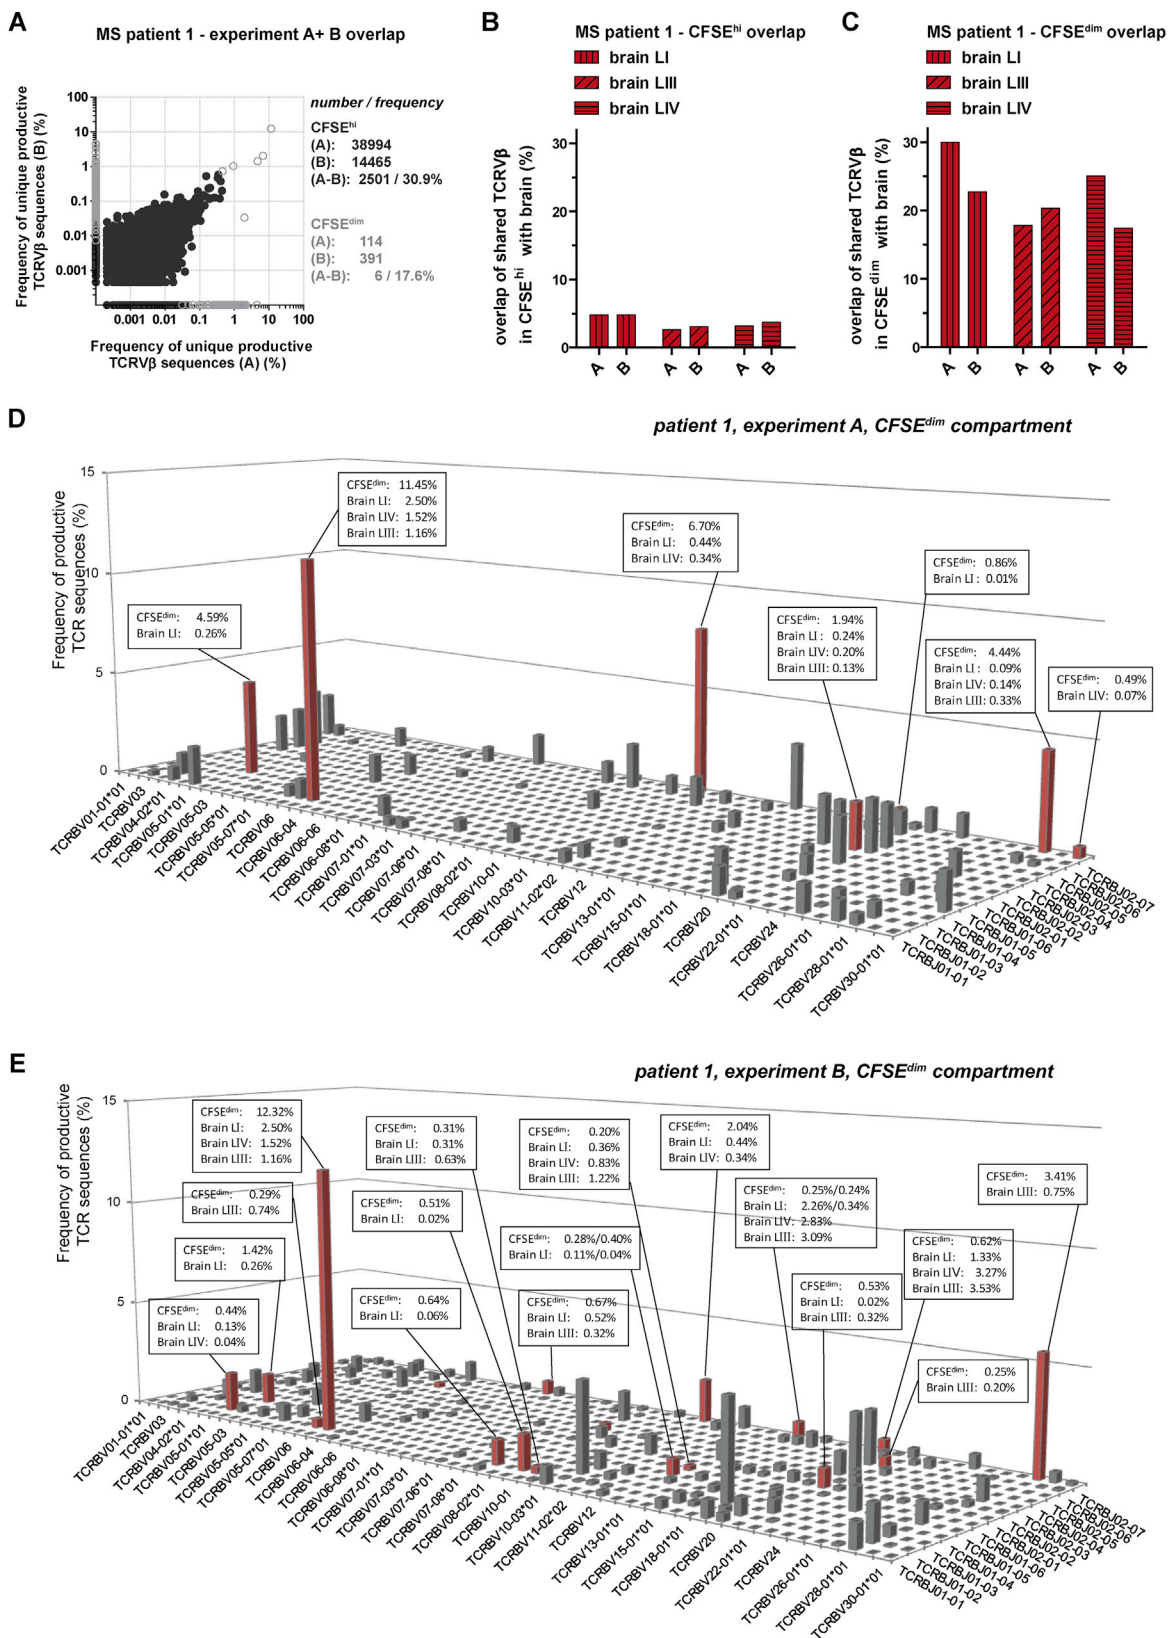 A
MS patient 1 - experiment A+ B overlap
Frequency of unique productive
TCRVβ sequences (B) (%)
100
10
1
0.1
0.01
0.001
0.001
0.01
0.1
1
10
100
Frequency of unique productive
TCRVβ sequences (A) (%)
number / frequency
CFSEhi
(A): 38994
(B): 14465
(A-B): 2501 / 30.9%
CFSEdim
(A): 114
(B): 391
(A-B): 6 / 17.6%
B
MS patient 1 - CFSEhi overlap
brain LI
brain LIII
brain LIV
overlap of shared TCRVβ
in CFSEhi with brain (%)
30
20
10
0
A
B
A
B
A
B
C
MS patient 1 - CFSEdim overlap
brain LI
brain LIII
brain LIV
overlap of shared TCRVβ
in CFSEdim with brain (%)
30
20
10
0
A
B
A
B
A
B
D
patient 1, experiment A, CFSEdim compartment
Frequency of productive
TCR sequences (%)
15
10
5
0
CFSEdim: 4.59%
Brain LI: 0.26%
CFSEdim: 11.45%
Brain LI: 2.50%
Brain LIV: 1.52%
Brain LIII: 1.16%
CFSEdim: 6.70%
Brain LI: 0.44%
Brain LIV: 0.34%
CFSEdim: 1.94%
Brain LI : 0.24%
Brain LIV: 0.20%
Brain LIII: 0.13%
CFSEdim: 0.86%
Brain LI : 0.01%
CFSEdim: 4.44%
Brain LI : 0.09%
Brain LIV: 0.14%
Brain LIII: 0.33%
CFSEdim: 0.49%
Brain LIV: 0.07%
TCRBV01-01*01
TCRBV03
TCRBV04-02*01
TCRBV05-01*01
TCRBV05-03
TCRBV05-05*01
TCRBV05-07*01
TCRBV06
TCRBV06-04
TCRBV06-06
TCRBV06-08*01
TCRBV07-01*01
TCRBV07-03*01
TCRBV07-06*01
TCRBV07-08*01
TCRBV08-02*01
TCRBV10-01
TCRBV10-03*01
TCRBV11-02*02
TCRBV12
TCRBV13-01*01
TCRBV15-01*01
TCRBV18-01*01
TCRBV20
TCRBV22-01*01
TCRBV24
TCRBV26-01*01
TCRBV28-01*01
TCRBV30-01*01
TCRBJ01-01
TCRBJ01-02
TCRBJ01-03
TCRBJ01-04
TCRBJ01-05
TCRBJ01-06
TCRBJ02-01
TCRBJ02-02
TCRBJ02-03
TCRBJ02-04
TCRBJ02-05
TCRBJ02-06
TCRBJ02-07
E
patient 1, experiment B, CFSEdim compartment
Frequency of productive
TCR sequences (%)
15
10
5
0
CFSEdim: 12.32%
Brain LI: 2.50%
Brain LIV: 1.52%
Brain LIII: 1.16%
CFSEdim: 0.29%
Brain LIII: 0.74%
CFSEdim: 1.42%
Brain LI: 0.26%
CFSEdim: 0.44%
Brain LI: 0.13%
Brain LIV: 0.04%
CFSEdim: 0.31%
Brain LI: 0.31%
Brain LIII: 0.63%
CFSEdim: 0.51%
Brain LI: 0.02%
CFSEdim: 0.64%
Brain LI: 0.06%
CFSEdim: 0.20%
Brain LI: 0.36%
Brain LIV: 0.83%
Brain LIII: 1.22%
CFSEdim: 0.28%/0.40%
Brain LI: 0.11%/0.04%
CFSEdim: 0.67%
Brain LI: 0.52%
Brain LIII: 0.32%
CFSEdim: 2.04%
Brain LI: 0.44%
Brain LIV: 0.34%
CFSEdim: 0.25%/0.24%
Brain LI: 2.26%/0.34%
Brain LIV: 2.83%
Brain LIII: 3.09%
CFSEdim: 0.53%
Brain LI: 0.02%
Brain LIII: 0.32%
CFSEdim: 0.62%
Brain LI: 1.33%
Brain LIV: 3.27%
Brain LIII: 3.53%
CFSEdim: 3.41%
Brain LIII: 0.75%
CFSEdim: 0.25%
Brain LIII: 0.20%
TCRBV01-01*01
TCRBV03
TCRBV04-02*01
TCRBV05-01*01
TCRBV05-03
TCRBV05-05*01
TCRBV05-07*01
TCRBV06
TCRBV06-04
TCRBV06-06
TCRBV06-08*01
TCRBV07-01*01
TCRBV07-03*01
TCRBV07-06*01
TCRBV07-08*01
TCRBV08-02*01
TCRBV10-01
TCRBV10-03*01
TCRBV11-02*02
TCRBV12
TCRBV13-01*01
TCRBV15-01*01
TCRBV18-01*01
TCRBV20
TCRBV22-01*01
TCRBV24
TCRBV26-01*01
TCRBV28-01*01
TCRBV30-01*01
TCRBJ01-01
TCRBJ01-02
TCRBJ01-03
TCRBJ01-04
TCRBJ01-05
TCRBJ01-06
TCRBJ02-01
TCRBJ02-02
TCRBJ02-03
TCRBJ02-04
TCRBJ02-05
TCRBJ02-06
TCRBJ02-07